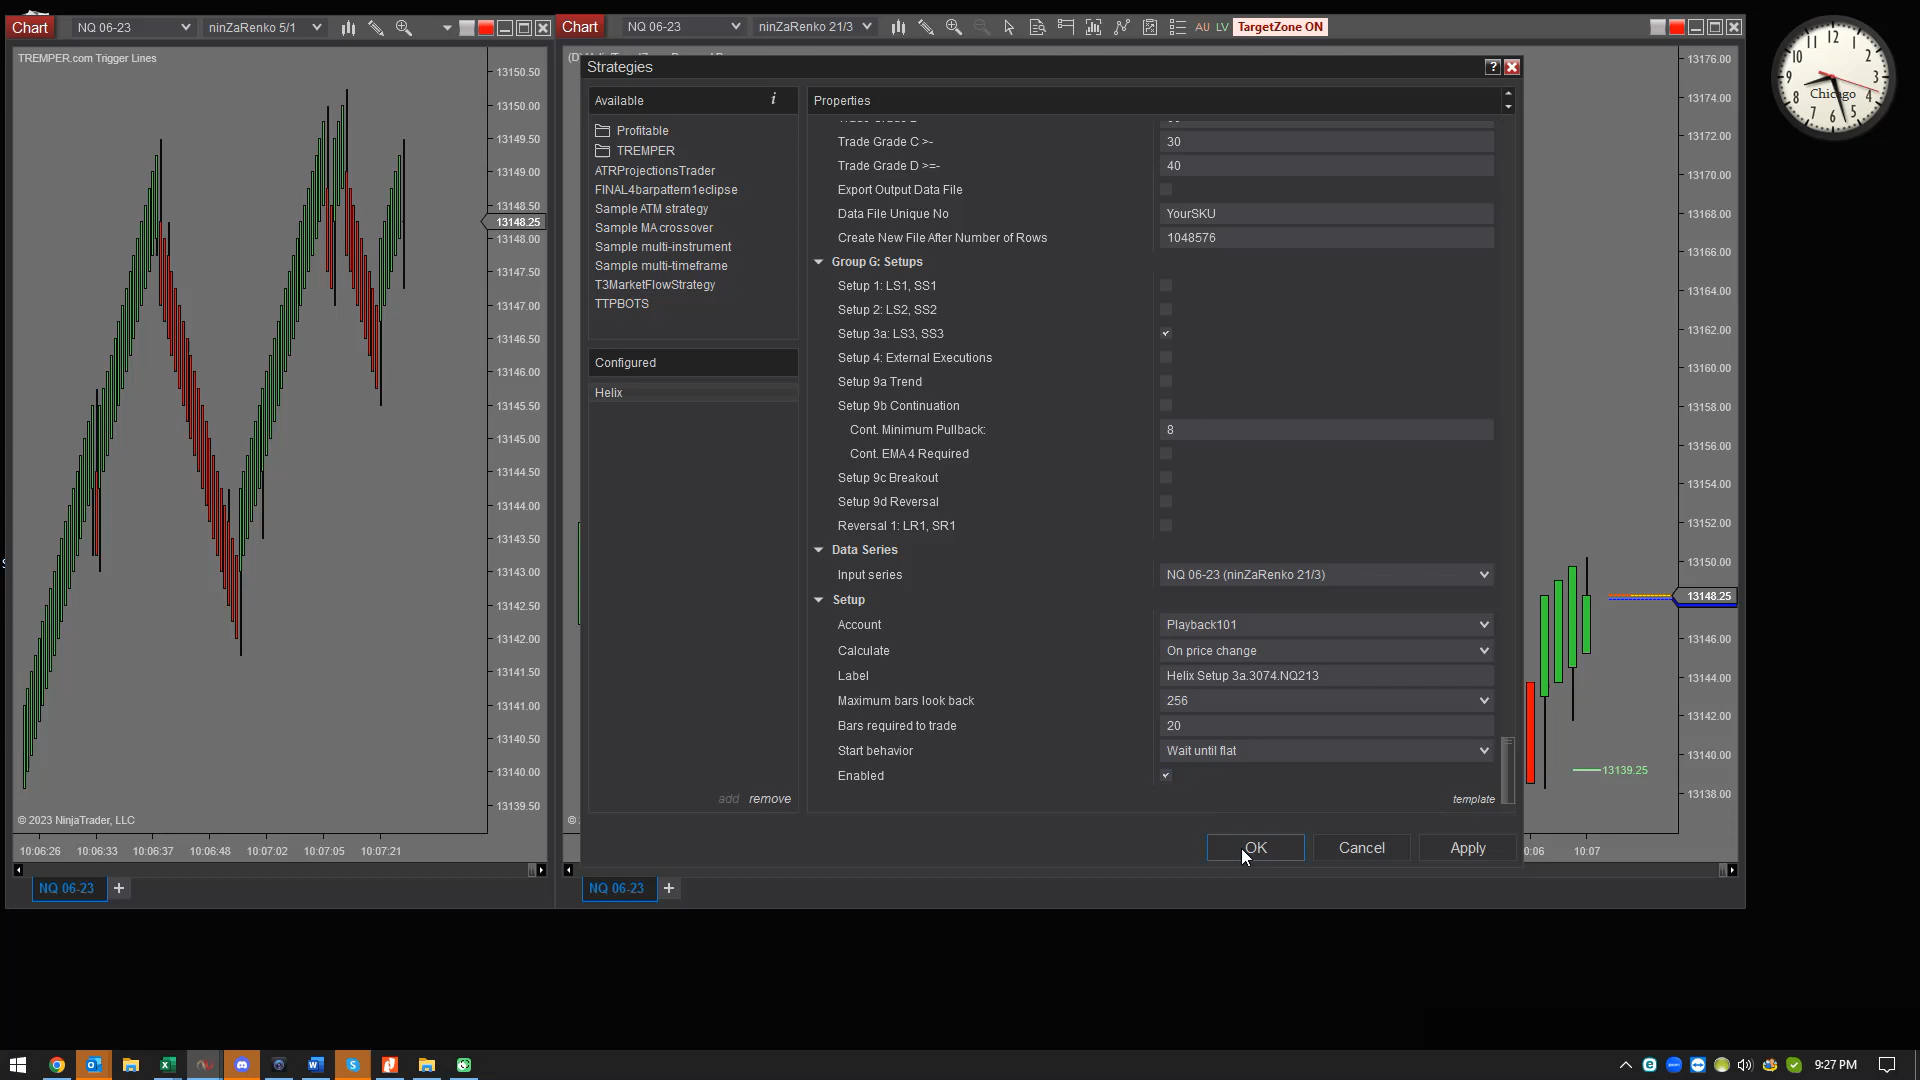 Chart
NQ 06-23
ninZaRenko 5/1
Chart
NQ 06-23
ninZaRenko 21/3
AU
LV
TargetZone ON
TREMPER.com Trigger Lines
13150.50
13150.00
13149.50
13149.00
13148.50
13148.25
13148.00
13147.50
13147.00
13146.50
13146.00
13145.50
13145.00
13144.50
13144.00
13143.50
13143.00
13142.50
13142.00
13141.50
13141.00
13140.50
13140.00
13139.50
© 2023 NinjaTrader, LLC
10:06:26
10:06:33
10:06:37
10:06:48
10:07:02
10:07:05
10:07:21
NQ 06-23
+
Strategies
?
Available
i
Profitable
TREMPER
ATRProjectionsTrader
FINAL4barpattern1eclipse
Sample ATM strategy
Sample MA crossover
Sample multi-instrument
Sample multi-timeframe
T3MarketFlowStrategy
TTPBOTS
Configured
Helix
add
remove
Properties
Trade Grade C >-
30
Trade Grade D >=-
40
Export Output Data File
Data File Unique No
YourSKU
Create New File After Number of Rows
1048576
Group G: Setups
Setup 1: LS1, SS1
Setup 2: LS2, SS2
Setup 3a: LS3, SS3
Setup 4: External Executions
Setup 9a Trend
Setup 9b Continuation
Cont. Minimum Pullback:
8
Cont. EMA 4 Required
Setup 9c Breakout
Setup 9d Reversal
Reversal 1: LR1, SR1
Data Series
Input series
NQ 06-23 (ninZaRenko 21/3)
Setup
Account
Playback101
Calculate
On price change
Label
Helix Setup 3a.3074.NQ213
Maximum bars look back
256
Bars required to trade
20
Start behavior
Wait until flat
Enabled
template
OK
Cancel
Apply
13176.00
13174.00
13172.00
13170.00
13168.00
13166.00
13164.00
13162.00
13160.00
13158.00
13156.00
13154.00
13152.00
13150.00
13148.25
13146.00
13144.00
13142.00
13140.00
13138.00
13139.25
©
0:06
10:07
NQ 06-23
+
12
1
2
3
4
5
6
7
8
9
10
11
Chicago
9:27 PM